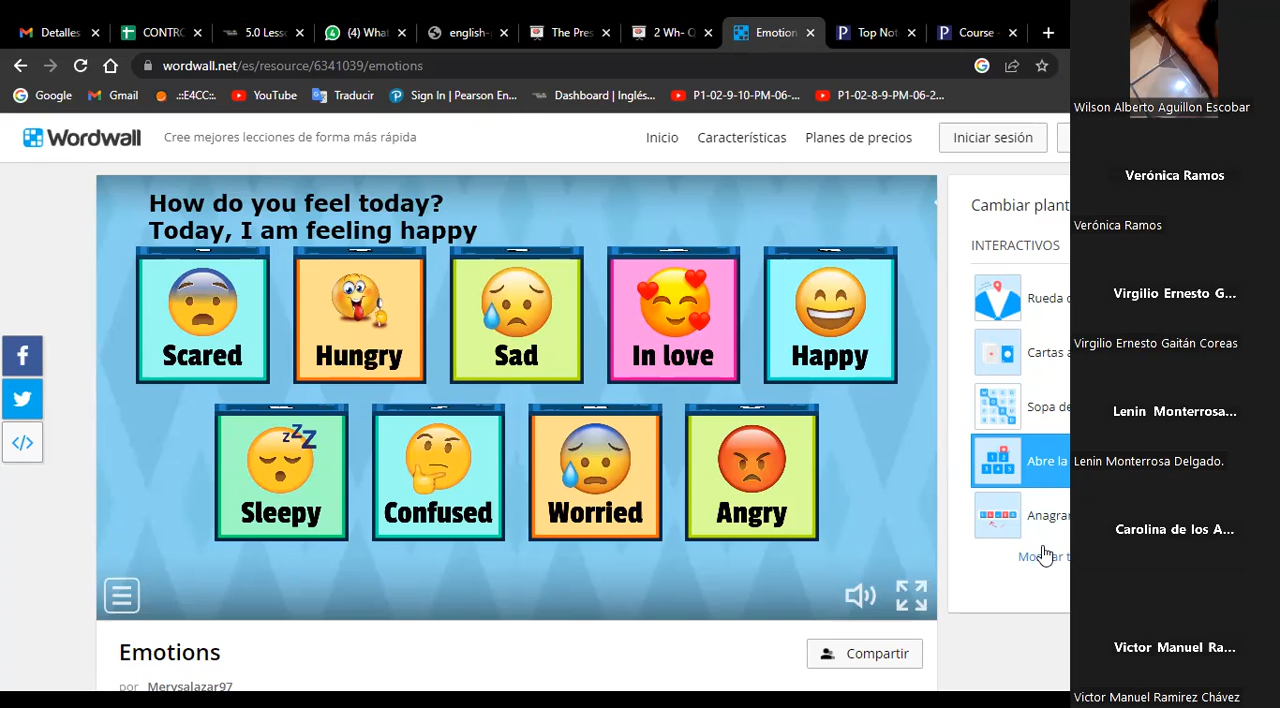 Detalles
CONTRO
5.0 Less
(4) What
english-
The Pres
2 Wh- Q
Emotion
Top Not
Course -
wordwall.net/es/resource/6341039/emotions
Google
Gmail
.::E4CC::.
YouTube
Traducir
Sign In | Pearson En...
Dashboard | Inglés...
P1-02-9-10-PM-06-...
P1-02-8-9-PM-06-2...
Wordwall
Cree mejores lecciones de forma más rápida
Inicio
Características
Planes de precios
Iniciar sesión
How do you feel today?
Today, I am feeling happy
Scared
Hungry
Sad
In love
Happy
Sleepy
Confused
Worried
Angry
Emotions
por Merysalazar97
Compartir
Cambiar plant
INTERACTIVOS
Rueda
Cartas a
Sopa de
Abre la
Anagra
Wilson Alberto Aguillon Escobar
Verónica Ramos
Verónica Ramos
Virgilio Ernesto G...
Virgilio Ernesto Gaitán Coreas
Lenin Monterrosa...
Lenin Monterrosa Delgado.
Carolina de los A...
Victor Manuel Ra...
Victor Manuel Ramirez Chávez